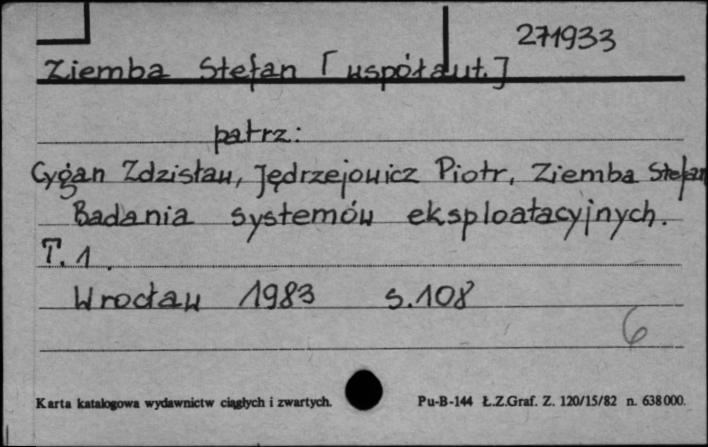 271933
Ziemba Stefan [współaut.]
patrz:
Cygan Zdzisław, Jędrzejowicz Piotr, Ziemba Stefan
Badania systemów eksploatacyjnych.
T. 1.
Wrocław 1983 s. 108
6
Karta katalogowa wydawnictw ciągłych i zwartych. Pu-B-144 Ł.Z.Graf. Z. 120/15/82 n. 638000.